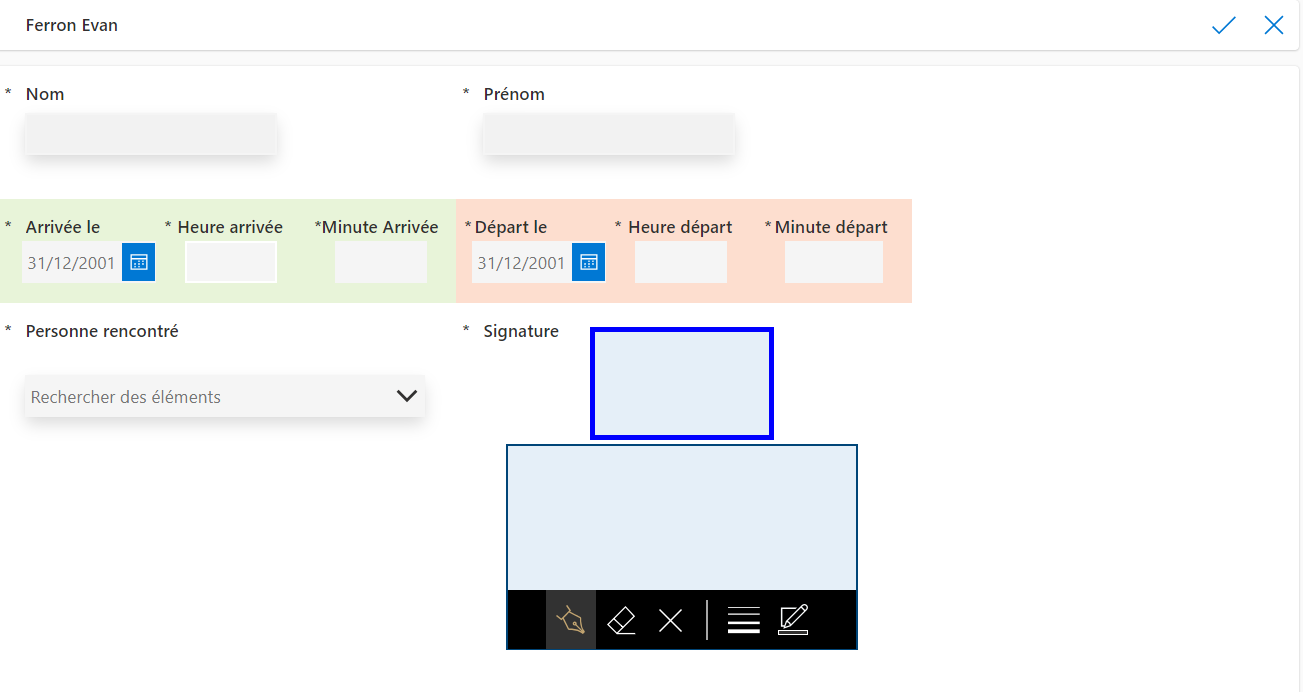 Ferron Evan
* Nom
* Prénom
* Arrivée le * Heure arrivée *Minute Arrivée * Départ le * Heure départ * Minute départ
31/12/2001 31/12/2001
* Personne rencontré * Signature
Rechercher des éléments